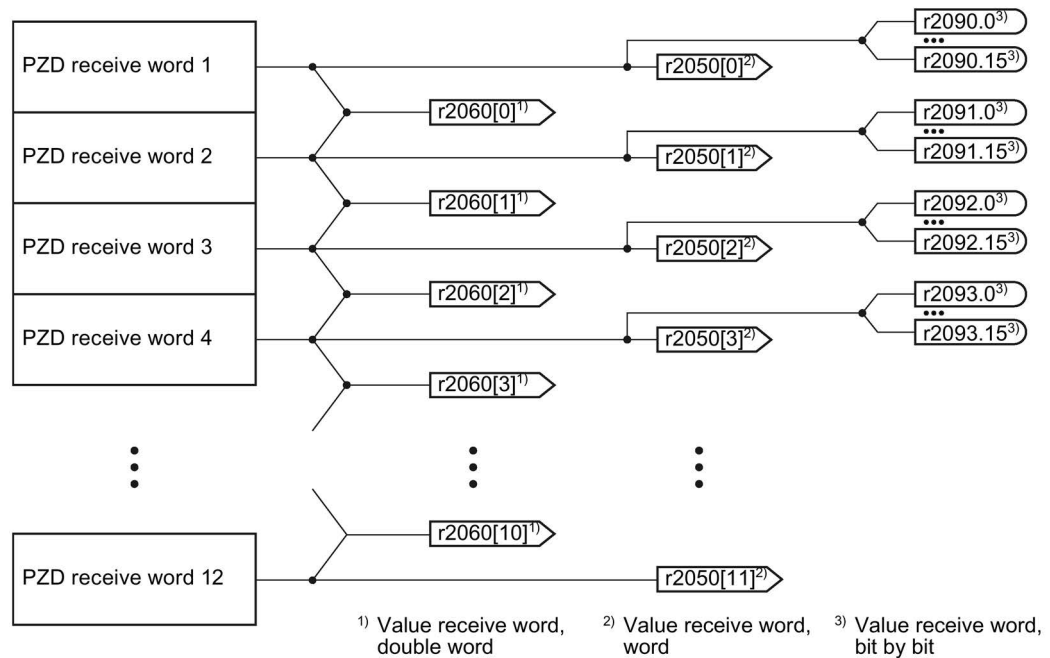 r2090.0³⁾
•••
PZD receive word 1
r2050[0]²⁾
r2090.15³⁾
r2060[0]¹⁾
r2091.0³⁾
•••
PZD receive word 2
r2050[1]²⁾
r2091.15³⁾
r2060[1]¹⁾
r2092.0³⁾
•••
PZD receive word 3
r2050[2]²⁾
r2092.15³⁾
r2060[2]¹⁾
r2093.0³⁾
•••
PZD receive word 4
r2050[3]²⁾
r2093.15³⁾
r2060[3]¹⁾
r2060[10]¹⁾
PZD receive word 12
r2050[11]²⁾
¹⁾ Value receive word,
double word
²⁾ Value receive word,
word
³⁾ Value receive word,
bit by bit